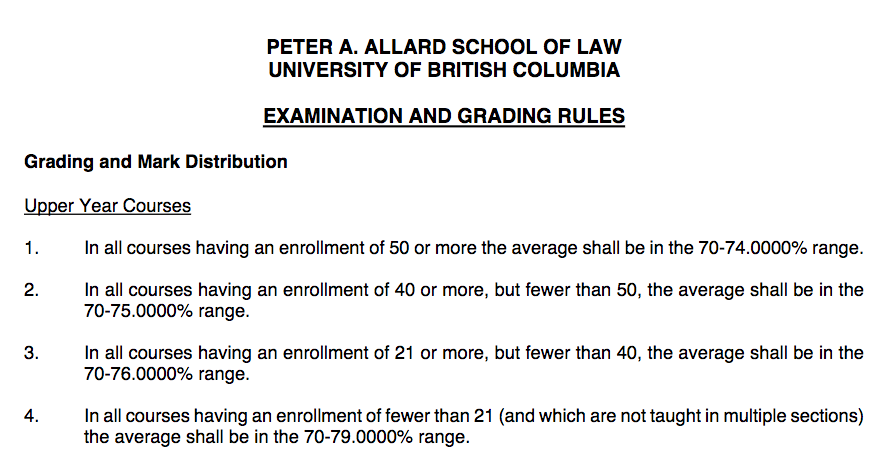 PETER A. ALLARD SCHOOL OF LAW
UNIVERSITY OF BRITISH COLUMBIA
EXAMINATION AND GRADING RULES
Grading and Mark Distribution
Upper Year Courses
1. In all courses having an enrollment of 50 or more the average shall be in the 70-74.0000% range.
2. In all courses having an enrollment of 40 or more, but fewer than 50, the average shall be in the
70-75.0000% range.
3. In all courses having an enrollment of 21 or more, but fewer than 40, the average shall be in the
70-76.0000% range.
4. In all courses having an enrollment of fewer than 21 (and which are not taught in multiple sections)
the average shall be in the 70-79.0000% range.